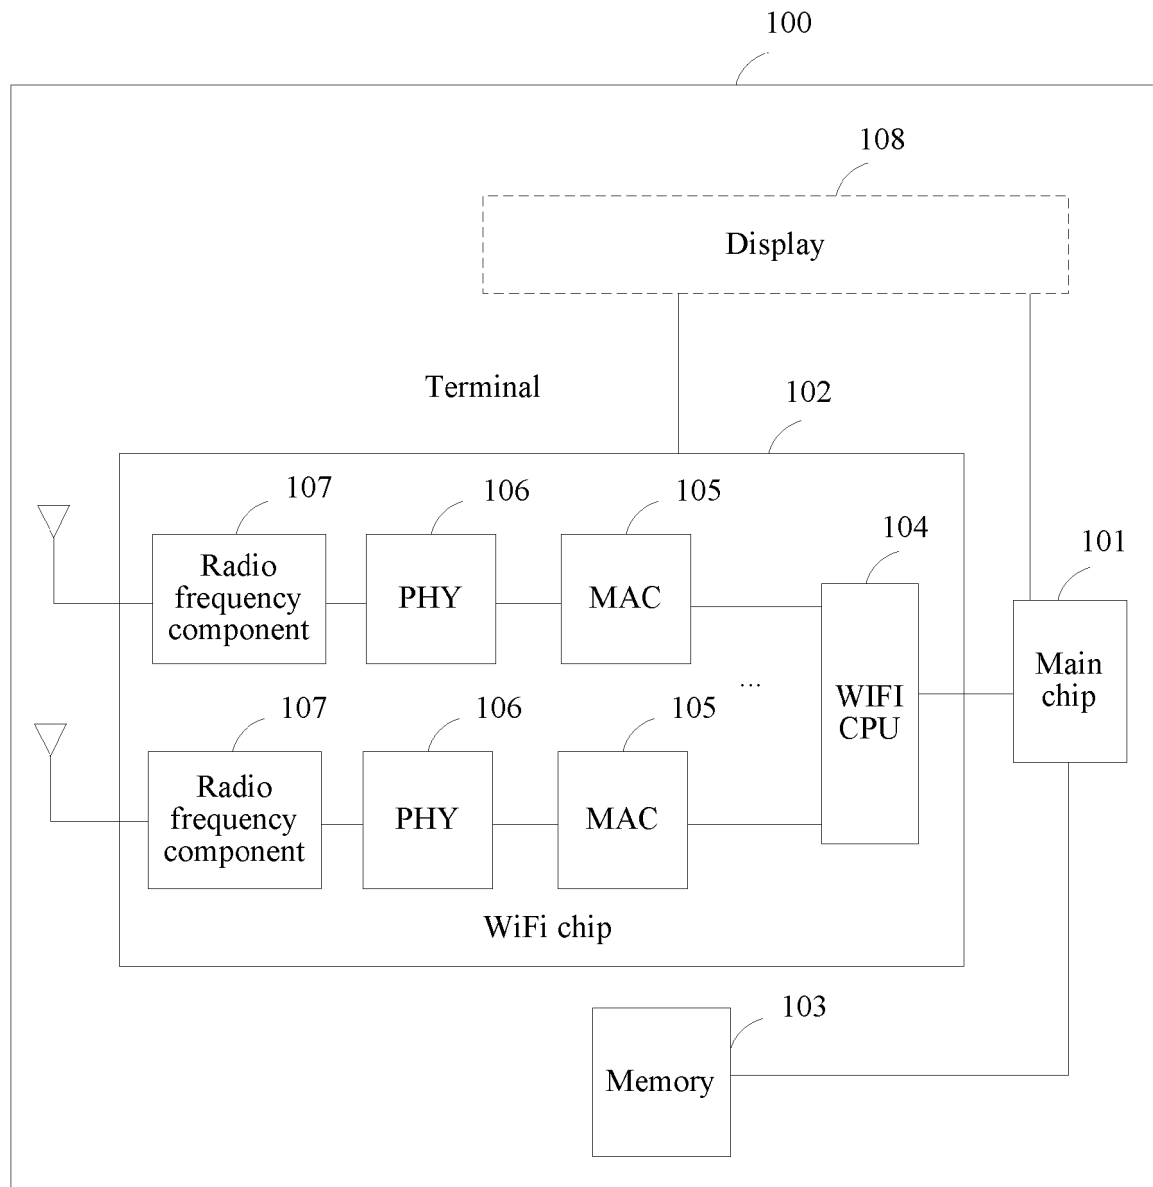 100
108
Display
Terminal
102
107
106
105
104
101
Radio
frequency
component
PHY
MAC
Main
chip
...
WIFI
CPU
107
106
105
Radio
frequency
component
PHY
MAC
WiFi chip
103
Memory